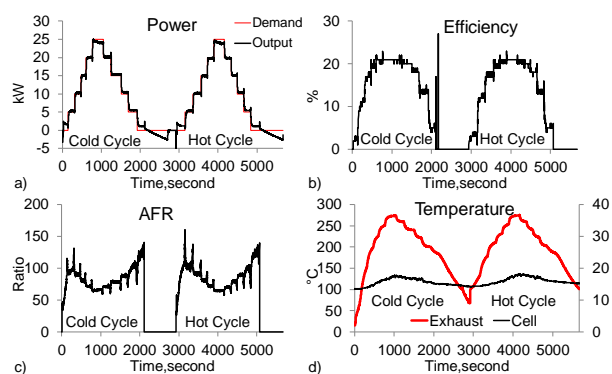 Power
Demand
Output
30
25
20
15
10
5
0
-5
kW
Cold Cycle
Hot Cycle
0 1000 2000 3000 4000 5000
Time,second
a)
Efficiency
30
20
10
0
%
Cold Cycle
Hot Cycle
0 1000 2000 3000 4000 5000
Time,second
b)
AFR
200
150
100
50
0
Ratio
Cold Cycle
Hot Cycle
0 1000 2000 3000 4000 5000
Time,second
c)
Temperature
300
250
200
150
100
50
0
°C
40
30
20
10
0
Cold Cycle
Hot Cycle
Exhaust
Cell
0 1000 2000 3000 4000 5000
Time,second
d)